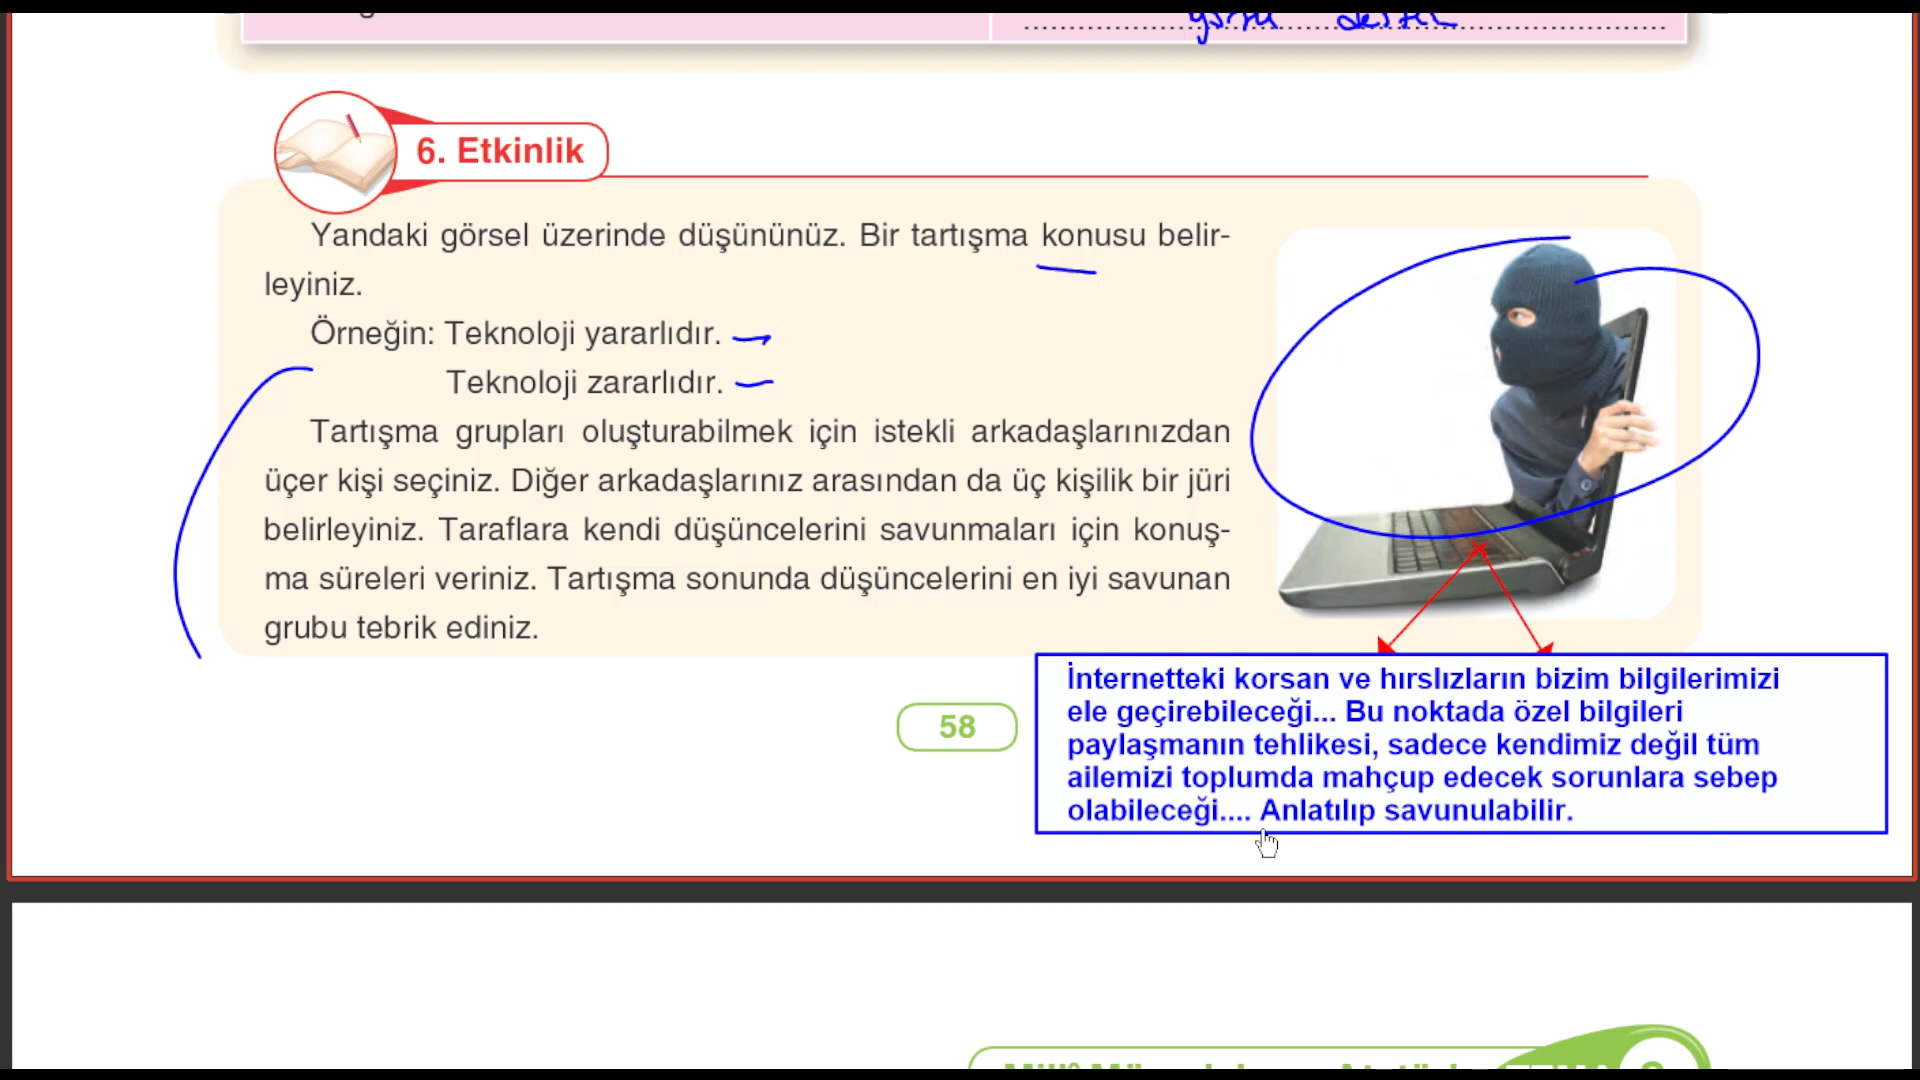 6. Etkinlik
Yandaki görsel üzerinde düşününüz. Bir tartışma konusu belir-
leyiniz.
Örneğin: Teknoloji yararlıdır.
Teknoloji zararlıdır.
Tartışma grupları oluşturabilmek için istekli arkadaşlarınızdan
üçer kişi seçiniz. Diğer arkadaşlarınız arasından da üç kişilik bir jüri
belirleyiniz. Taraflara kendi düşüncelerini savunmaları için konuş-
ma süreleri veriniz. Tartışma sonunda düşüncelerini en iyi savunan
grubu tebrik ediniz.
İnternetteki korsan ve hırslızların bizim bilgilerimizi
ele geçirebileceği... Bu noktada özel bilgileri
paylaşmanın tehlikesi, sadece kendimiz değil tüm
ailemizi toplumda mahçup edecek sorunlara sebep
olabileceği.... Anlatılıp savunulabilir.
58